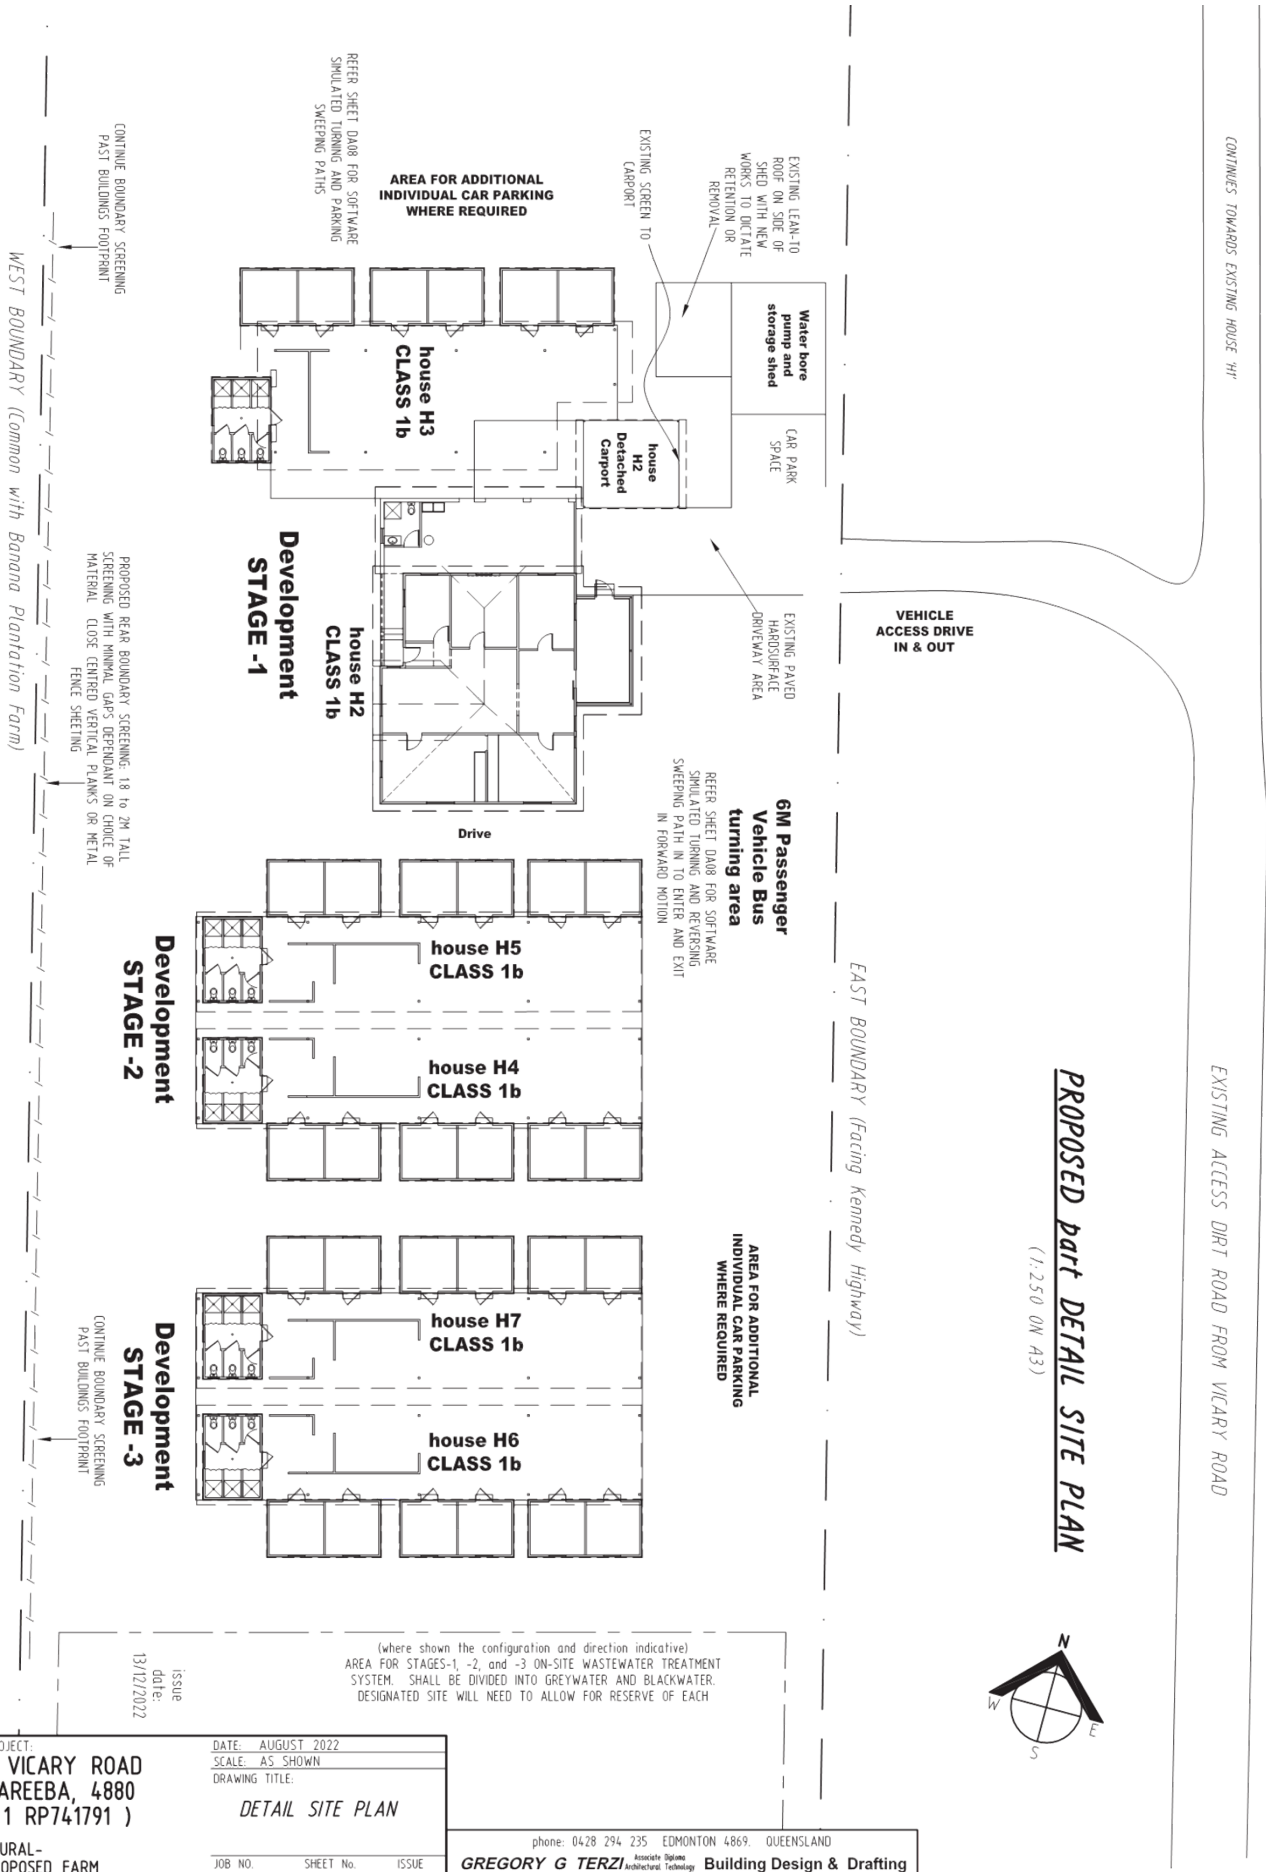 CONTINUES TOWARDS EXISTING HOUSE 'H1'
EXISTING ACCESS DIRT ROAD FROM VICARY ROAD
REFER SHEET DA08 FOR SOFTWARE
SIMULATED TURNING AND PARKING
SWEEPING PATHS
AREA FOR ADDITIONAL
INDIVIDUAL CAR PARKING
WHERE REQUIRED
EXISTING SCREEN TO
CARPORT
EXISTING LEAN-TO
ROOF ON SIDE OF
SHED WITH NEW
WORKS TO DICTATE
RETENTION OR
REMOVAL
CONTINUE BOUNDARY SCREENING
PAST BUILDINGS FOOTPRINT
WEST BOUNDARY (Common with Banana Plantation Farm)
Water bore
pump and
storage shed
CAR PARK
SPACE
house H3
CLASS 1b
house
H2
Detached
Carport
Development
STAGE -1
house H2
CLASS 1b
EXISTING PAVED
HARDSURFACE
DRIVEWAY AREA
VEHICLE
ACCESS DRIVE
IN & OUT
PROPOSED REAR BOUNDARY SCREENING: 1.8 to 2M TALL
SCREENING WITH MINIMAL GAPS DEPENDANT ON CHOICE OF
MATERIAL CLOSE CENTRED VERTICAL PLANKS OR METAL
FENCE SHEETING
Drive
6M Passenger
Vehicle Bus
turning area
REFER SHEET DA08 FOR SOFTWARE
SIMULATED TURNING AND REVERSING
SWEEPING PATH IN TO ENTER AND EXIT
IN FORWARD MOTION
house H5
CLASS 1b
Development
STAGE -2
house H4
CLASS 1b
EAST BOUNDARY (Facing Kennedy Highway)
PROPOSED part DETAIL SITE PLAN
(1:250 ON A3)
AREA FOR ADDITIONAL
INDIVIDUAL CAR PARKING
WHERE REQUIRED
house H7
CLASS 1b
Development
STAGE -3
house H6
CLASS 1b
CONTINUE BOUNDARY SCREENING
PAST BUILDINGS FOOTPRINT
N
W
E
S
(where shown the configuration and direction indicative)
AREA FOR STAGES-1, -2, and -3 ON-SITE WASTEWATER TREATMENT
SYSTEM. SHALL BE DIVIDED INTO GREYWATER AND BLACKWATER.
DESIGNATED SITE WILL NEED TO ALLOW FOR RESERVE OF EACH
issue
date:
13/12/2022
OJECT:
VICARY ROAD
AREEBA, 4880
1 RP741791 )
URAL-
OPOSED FARM
DATE: AUGUST 2022
SCALE: AS SHOWN
DRAWING TITLE:
DETAIL SITE PLAN
JOB NO. SHEET No. ISSUE
phone: 0428 294 235 EDMONTON 4869. QUEENSLAND
GREGORY G TERZI Associate Diploma Architectural Technology Building Design & Drafting